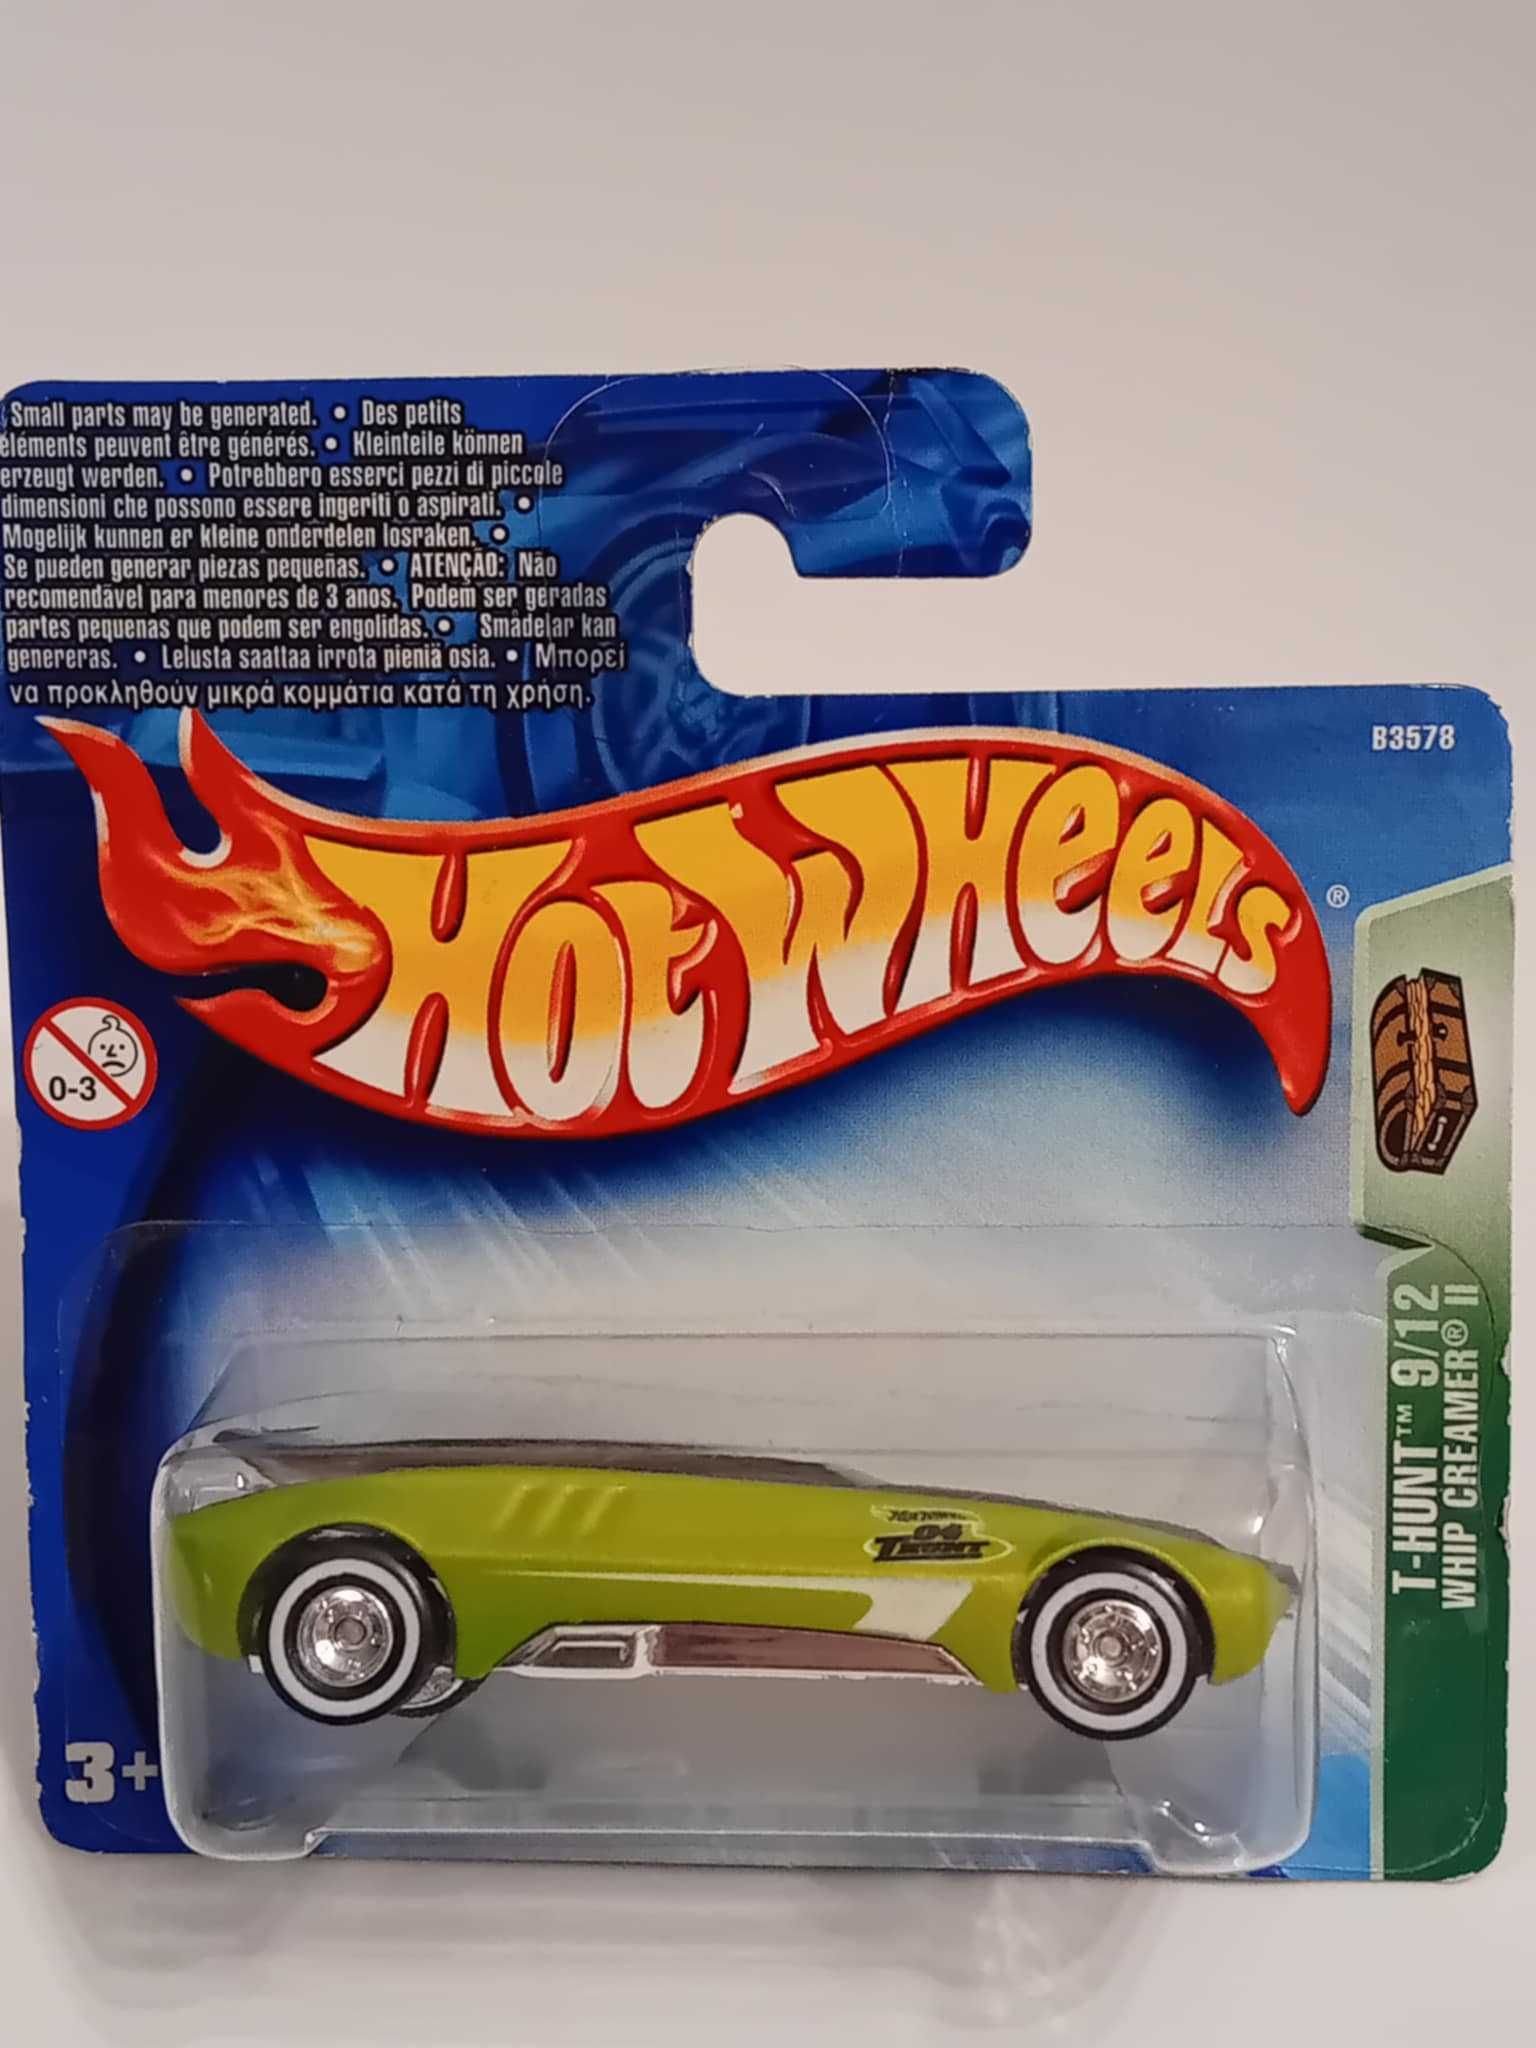 Small parts may be generated. • Des petits
éléments peuvent être générés. • Kleinteile können
erzeugt werden. • Potrebbero esserci pezzi di piccole
dimensioni che possono essere ingeriti o aspirati. •
Mogelijk kunnen er kleine onderdelen losraken. •
Se pueden generar piezas pequeñas. • ATENÇÃO: Não
recomendável para menores de 3 anos. Podem ser geradas
partes pequenas que podem ser engolidas. • Smådelar kan
genereras. • Lelusta saattaa irrota pieniä osia. • Μπορεί
να προκληθούν μικρά κομμάτια κατά τη χρήση.
B3578
HOT WHEELS ®
0-3
T-HUNT™ 9/12
WHIP CREAMER® II
HOT WHEELS
04
T-HUNT
3+